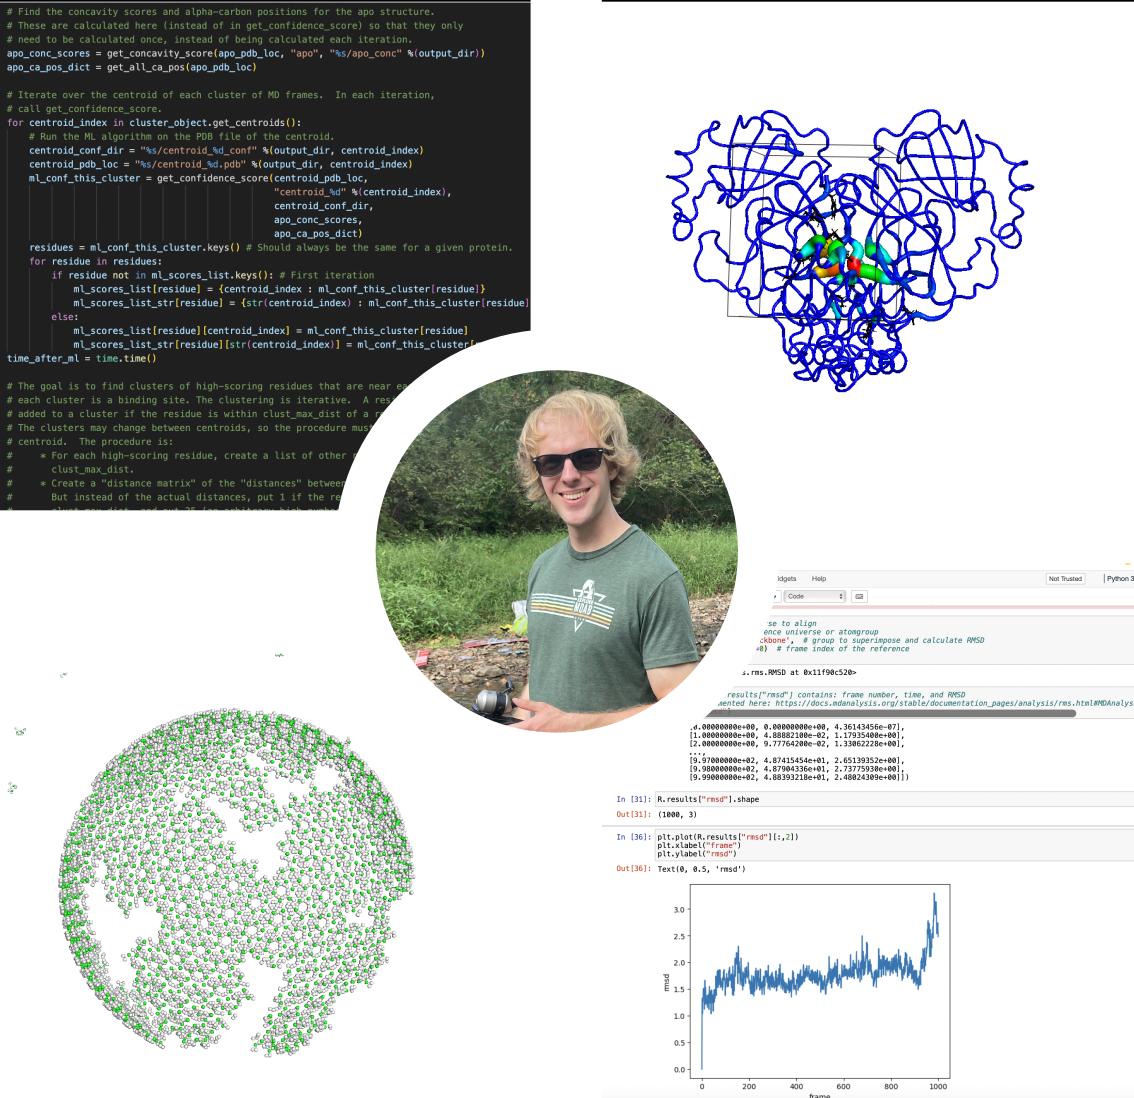 # Find the concavity scores and alpha-carbon positions for the apo structure.
# These are calculated here (instead of in get_confidence_score) so that they only
# need to be calculated once, instead of being calculated each iteration.
apo_conc_scores = get_concavity_score(apo_pdb_loc, "apo", "%s/apo_conc" %(output_dir))
apo_ca_pos_dict = get_all_ca_pos(apo_pdb_loc)
# Iterate over the centroid of each cluster of MD frames.  In each iteration,
# call get_confidence_score.
for centroid_index in cluster_object.get_centroids():
# Run the ML algorithm on the PDB file of the centroid.
centroid_conf_dir = "%s/centroid_%d_conf" %(output_dir, centroid_index)
centroid_pdb_loc = "%s/centroid_%d.pdb" %(output_dir, centroid_index)
ml_conf_this_cluster = get_confidence_score(centroid_pdb_loc,
"centroid_%d" %(centroid_index),
centroid_conf_dir,
apo_conc_scores,
apo_ca_pos_dict)
residues = ml_conf_this_cluster.keys() # Should always be the same for a given protein.
for residue in residues:
if residue not in ml_scores_list.keys(): # First iteration
ml_scores_list[residue] = {centroid_index : ml_conf_this_cluster[residue]}
ml_scores_list_str[residue] = {str(centroid_index) : ml_conf_this_cluster[residue]
else:
ml_scores_list[residue][centroid_index] = ml_conf_this_cluster[residue]
ml_scores_list_str[residue][str(centroid_index)] = ml_conf_this_cluster[
time_after_ml = time.time()
# The goal is to find clusters of high-scoring residues that are near
# each cluster is a binding site. The clustering is iterative.  A
# added to a cluster if the residue is within clust_max_dist of a
# The clusters may change between centroids, so the procedure must
# centroid.  The procedure is:
#     * For each high-scoring residue, create a list of other
#       clust_max_dist.
#     * Create a "distance matrix" of the "distances"
#       But instead of the actual distances, put 1 if the
MOAB
Help
Not Trusted
Python 3
Code
to align
universe or atomgroup
# group to superimpose and calculate RMSD
# frame index of the reference
s.rms.RMSD at 0x11f90c520>
results["rmsd"] contains: frame number, time, and RMSD
here: https://docs.mdanalysis.org/stable/documentation_pages/analysis/rms.html#MDAnalys
0.00000000e+00, 0.00000000e+00, 4.36143456e-07],
[1.00000000e+00, 4.88882100e-02, 1.17935400e+00],
[2.00000000e+00, 9.77764200e-02, 1.33062228e+00],
...,
[9.97000000e+02, 4.87415454e+01, 2.65139352e+00],
[9.98000000e+02, 4.87904336e+01, 2.73775930e+00],
[9.99000000e+02, 4.88393218e+01, 2.48024309e+00]])
In [31]: R.results["rmsd"].shape
Out[31]: (1000, 3)
In [36]: plt.plot(R.results["rmsd"][:,2])
plt.xlabel("frame")
plt.ylabel("rmsd")
Out[36]: Text(0, 0.5, 'rmsd')
3.0
2.5
2.0
1.5
1.0
0.5
0.0
rmsd
0 200 400 600 800 1000
frame